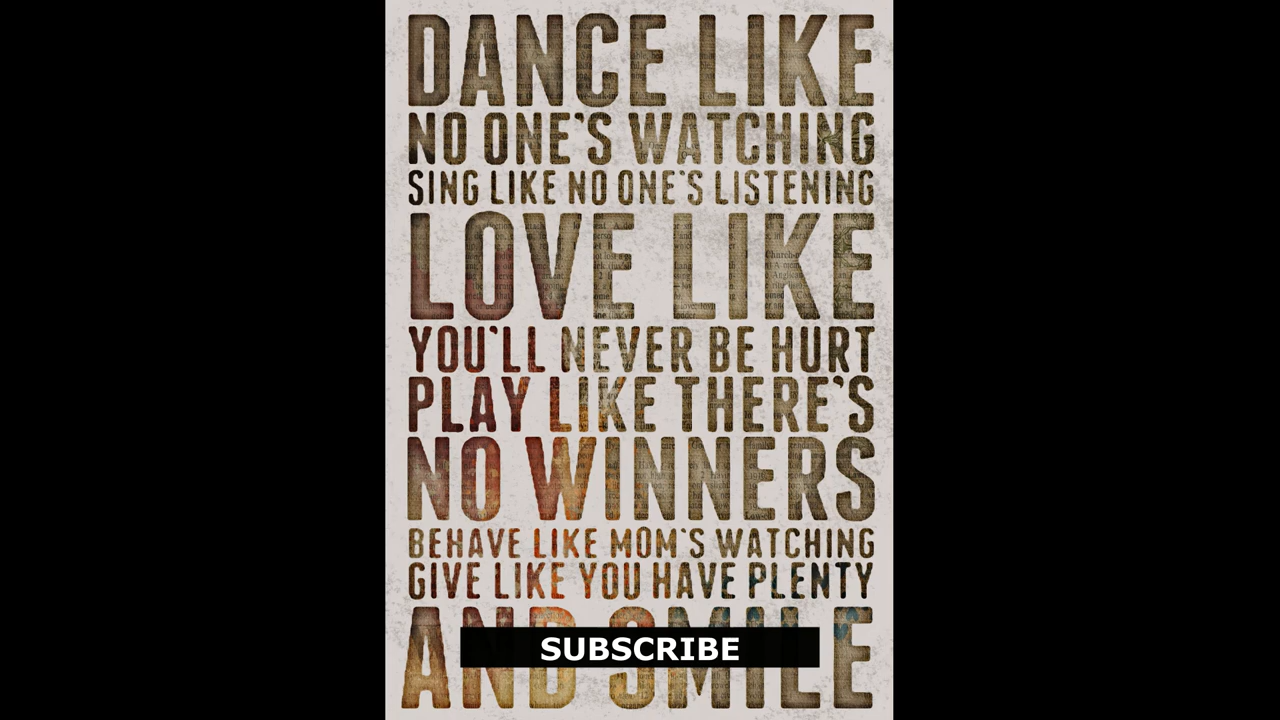 DANCE LIKE
NO ONE'S WATCHING
SING LIKE NO ONE'S LISTENING
LOVE LIKE
YOU'LL NEVER BE HURT
PLAY LIKE THERE'S
NO WINNERS
BEHAVE LIKE MOM'S WATCHING
GIVE LIKE YOU HAVE PLENTY
AND SMILE
SUBSCRIBE